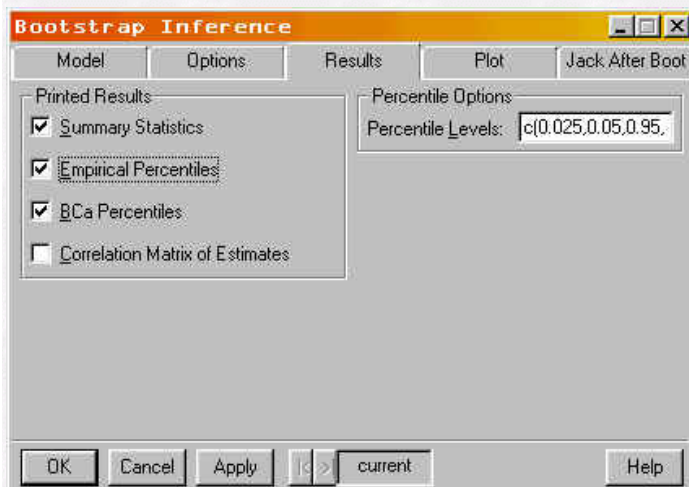 Bootstrap Inference
Model Options Results Plot Jack After Boot
Printed Results
Summary Statistics
Empirical Percentiles
BCa Percentiles
Correlation Matrix of Estimates
Percentile Options
Percentile Levels: c(0.025,0.05,0.95,
OK Cancel Apply |< >| current Help